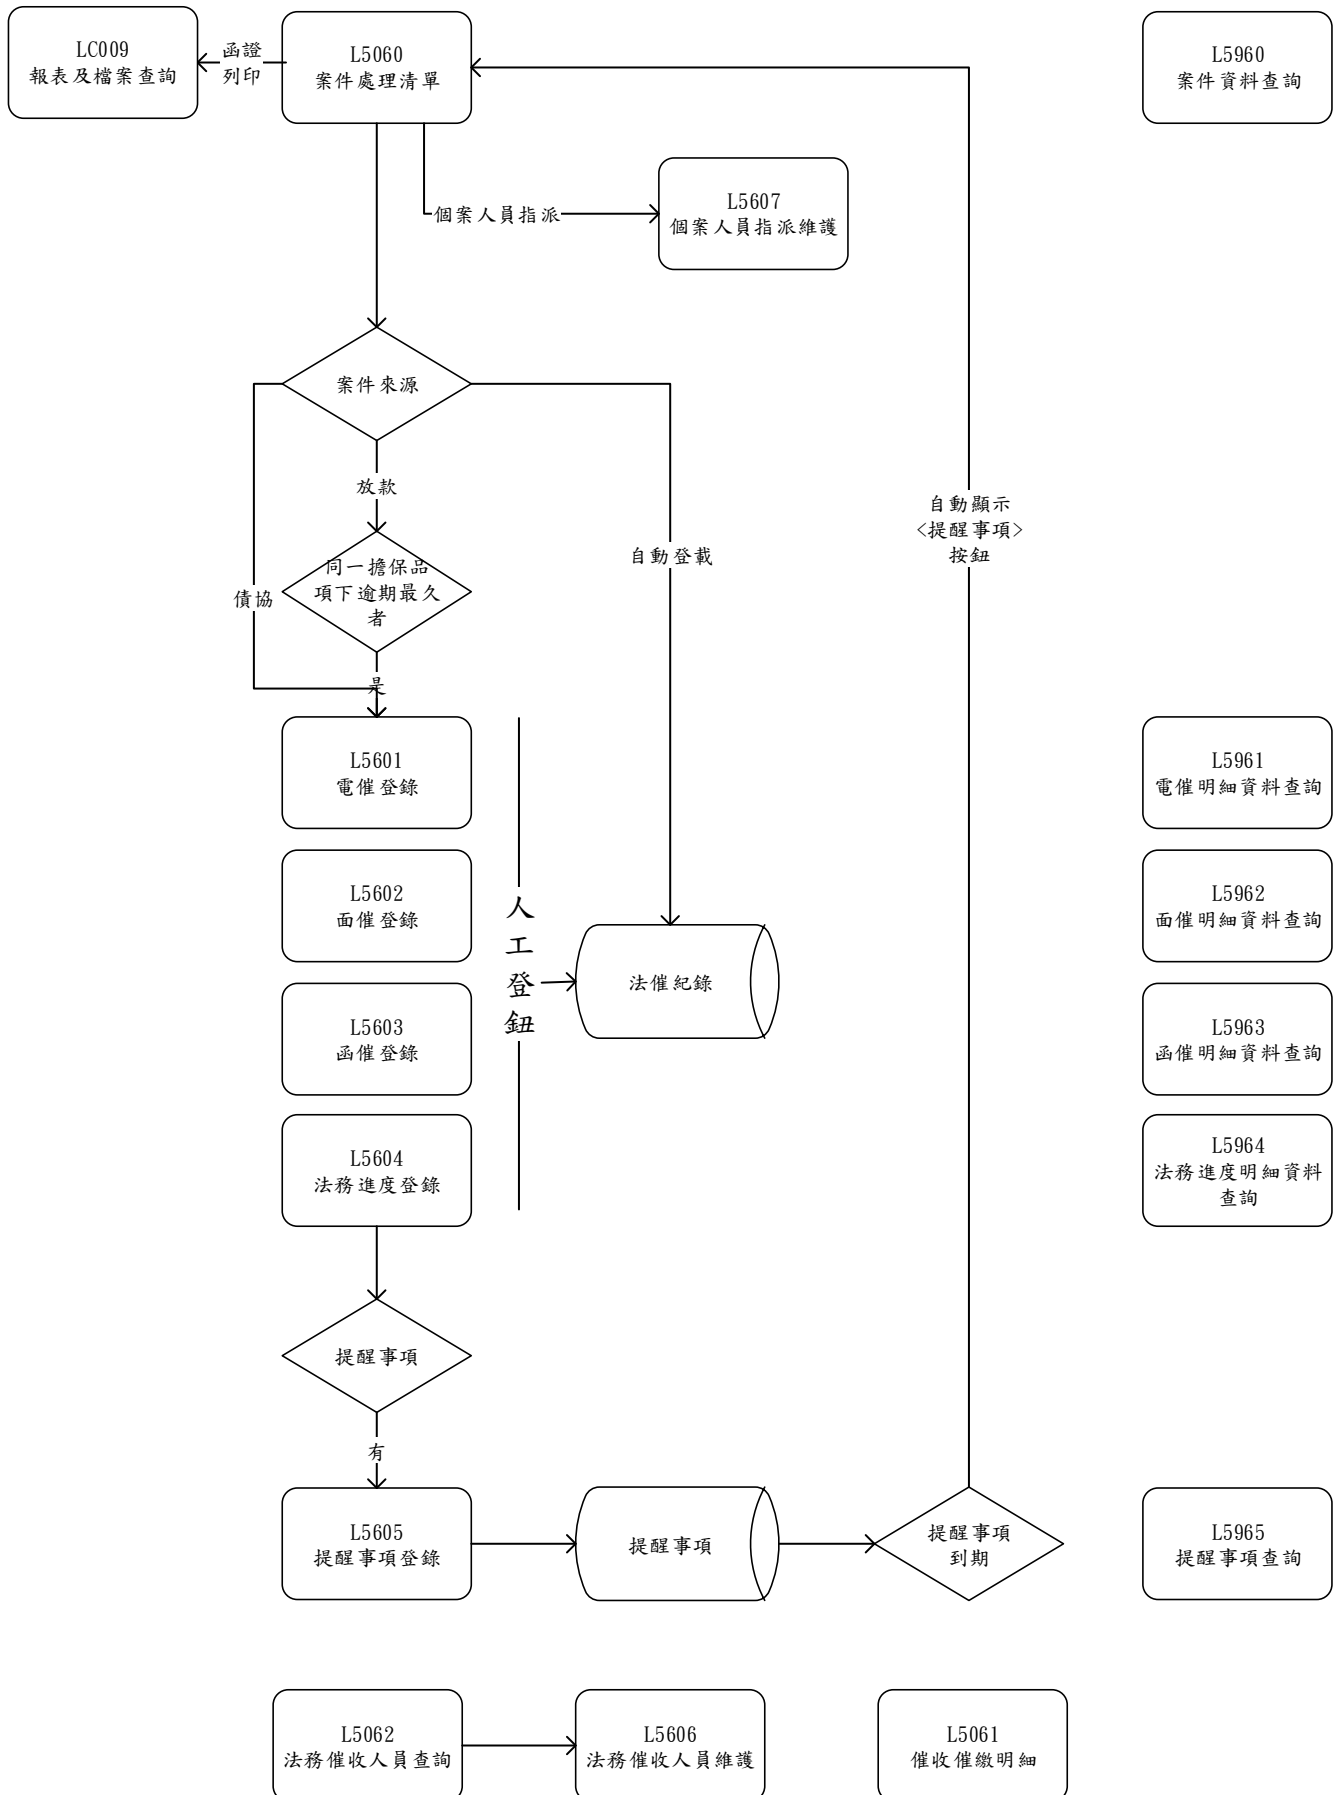 LC009
報表及檔案查詢
函證
列印
L5060
案件處理清單
L5960
案件資料查詢
個案人員指派
L5607
個案人員指派維護
案件來源
放款
自動顯示
<提醒事項>
按鈕
自動登載
同一擔保品
項下逾期最久
者
債協
是
L5601
電催登錄
L5961
電催明細資料查詢
L5602
面催登錄
L5962
面催明細資料查詢
人
工
登
鈕
法催紀錄
L5603
函催登錄
L5963
函催明細資料查詢
L5604
法務進度登錄
L5964
法務進度明細資料
查詢
提醒事項
有
L5605
提醒事項登錄
提醒事項
提醒事項
到期
L5965
提醒事項查詢
L5062
法務催收人員查詢
L5606
法務催收人員維護
L5061
催收催繳明細